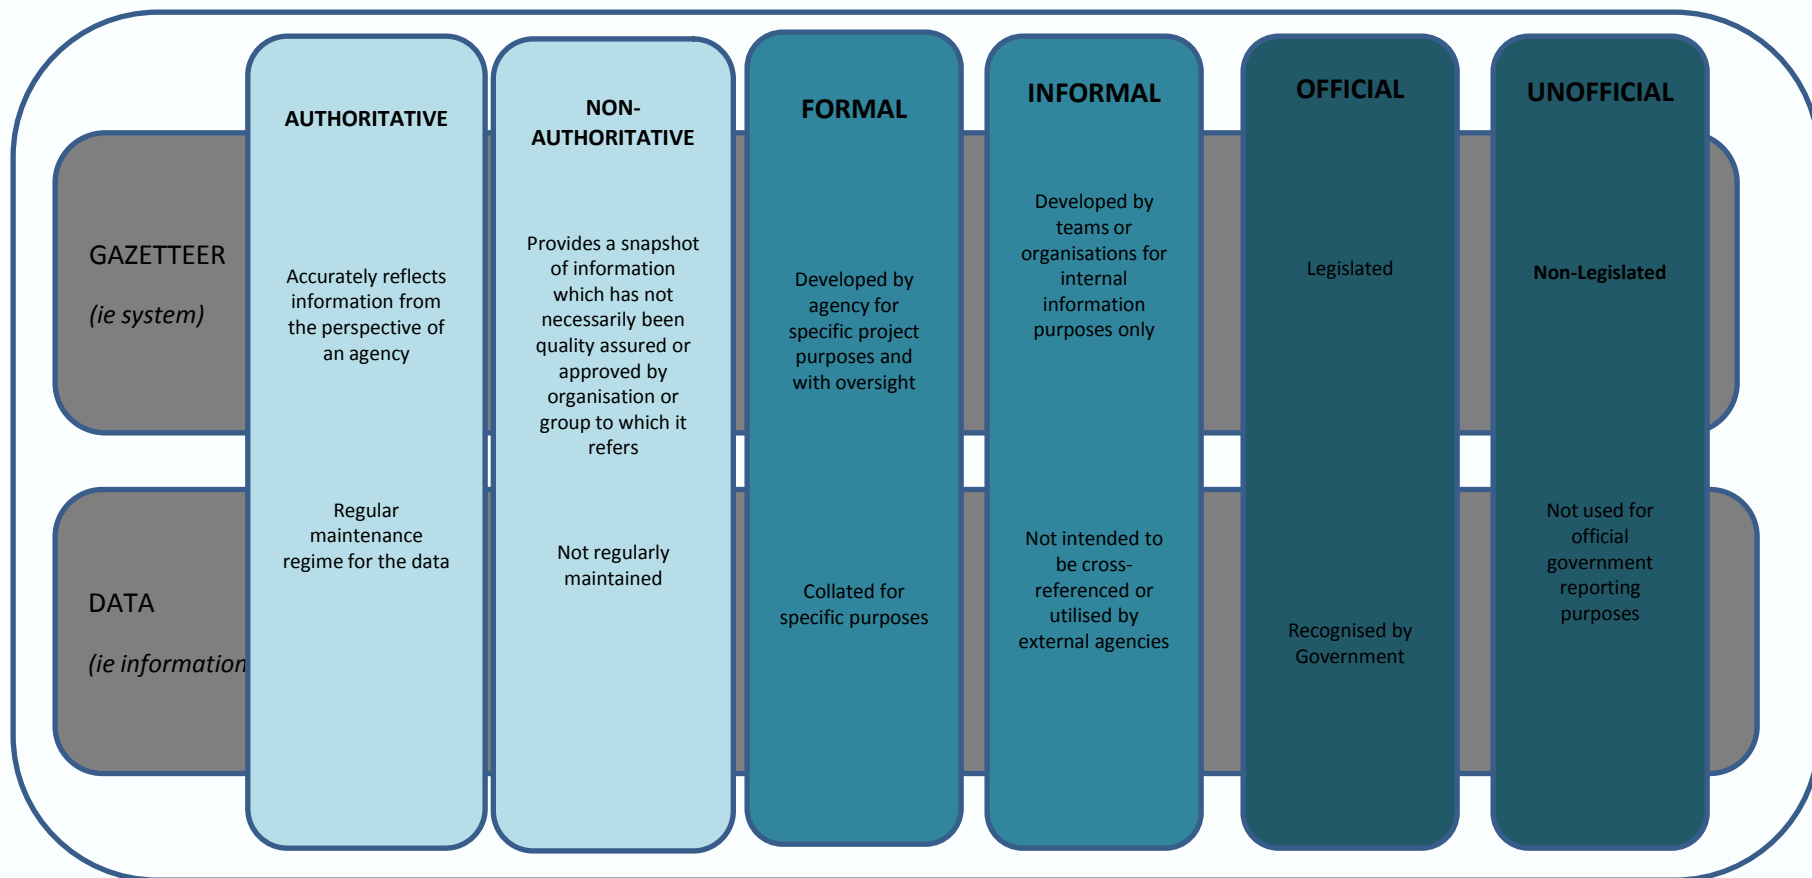 AUTHORITATIVE
NON-
AUTHORITATIVE
FORMAL
INFORMAL
OFFICIAL
UNOFFICIAL
GAZETTEER
(ie system)
Accurately reflects
information from
the perspective of
an agency
Provides a snapshot
of information
which has not
necessarily been
quality assured or
approved by
organisation or
group to which it
refers
Developed by
agency for
specific project
purposes and
with oversight
Developed by
teams or
organisations for
internal
information
purposes only
Legislated
Non-Legislated
DATA
(ie information
Regular
maintenance
regime for the data
Not regularly
maintained
Collated for
specific purposes
Not intended to
be cross-
referenced or
utilised by
external agencies
Recognised by
Government
Not used for
official
government
reporting
purposes